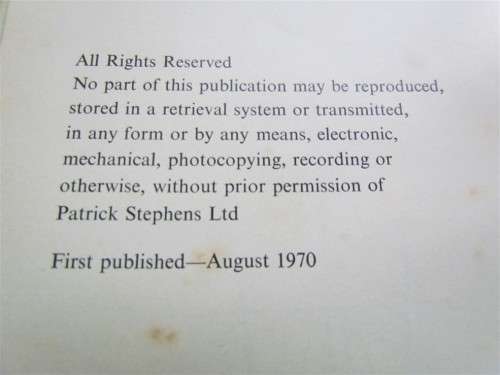 All Rights Reserved
No part of this publication may be reproduced,
stored in a retrieval system or transmitted,
in any form or by any means, electronic,
mechanical, photocopying, recording or
otherwise, without prior permission of
Patrick Stephens Ltd
First published—August 1970